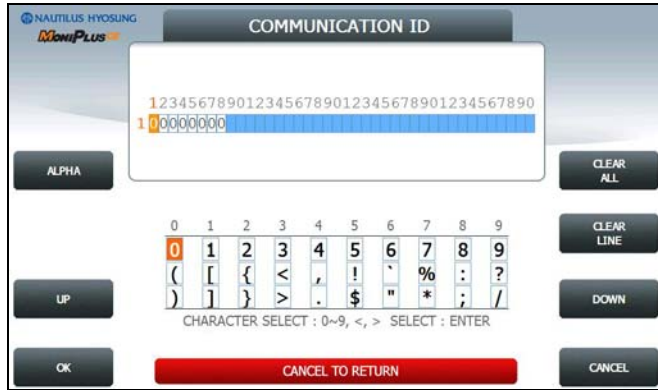 NAUTILUS HYOSUNG
MoniPlus CE
COMMUNICATION ID
1234567890123456789012345678901234567890
1 00000000
ALPHA
CLEAR ALL
0 1 2 3 4 5 6 7 8 9
0 1 2 3 4 5 6 7 8 9
( [ { < , ! ` % : ?
) ] } > . $ " * ; /
CLEAR LINE
UP
DOWN
CHARACTER SELECT : 0~9, <, > SELECT : ENTER
OK
CANCEL TO RETURN
CANCEL